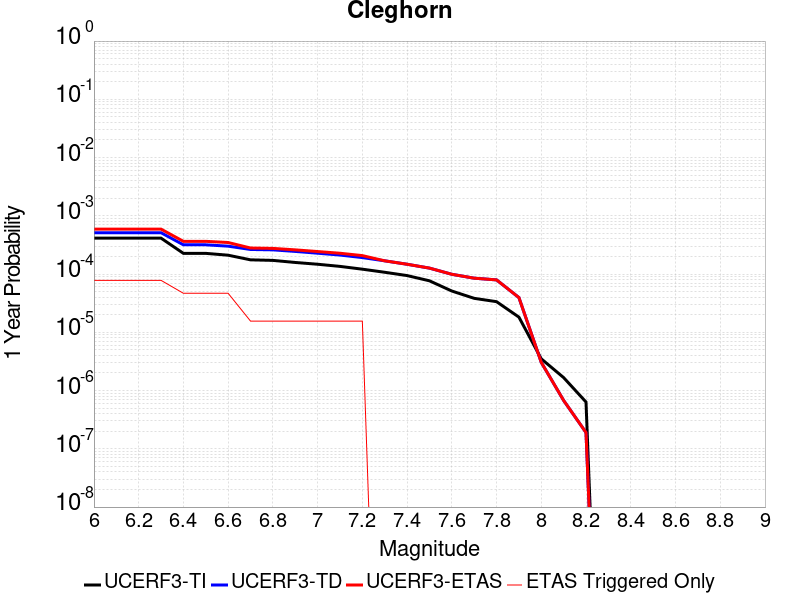 Cleghorn
10^0
10^-1
10^-2
10^-3
10^-4
10^-5
10^-6
10^-7
10^-8
1 Year Probability
6 6.2 6.4 6.6 6.8 7 7.2 7.4 7.6 7.8 8 8.2 8.4 8.6 8.8 9
Magnitude
UCERF3-TI UCERF3-TD UCERF3-ETAS ETAS Triggered Only